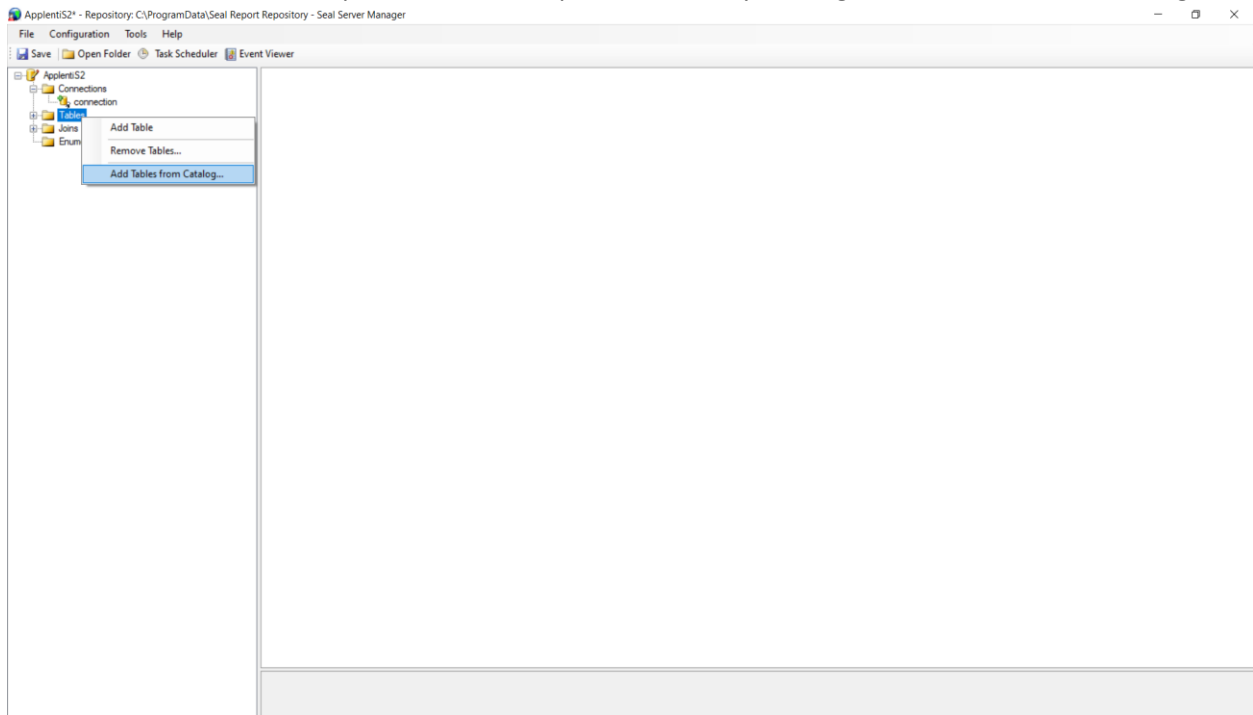 ApplentiS2* - Repository: C:\ProgramData\Seal Report Repository - Seal Server Manager
File Configuration Tools Help
Save Open Folder Task Scheduler Event Viewer
ApplentiS2
Connections
connection
Tables
Joins
Enum
Add Table
Remove Tables...
Add Tables from Catalog...